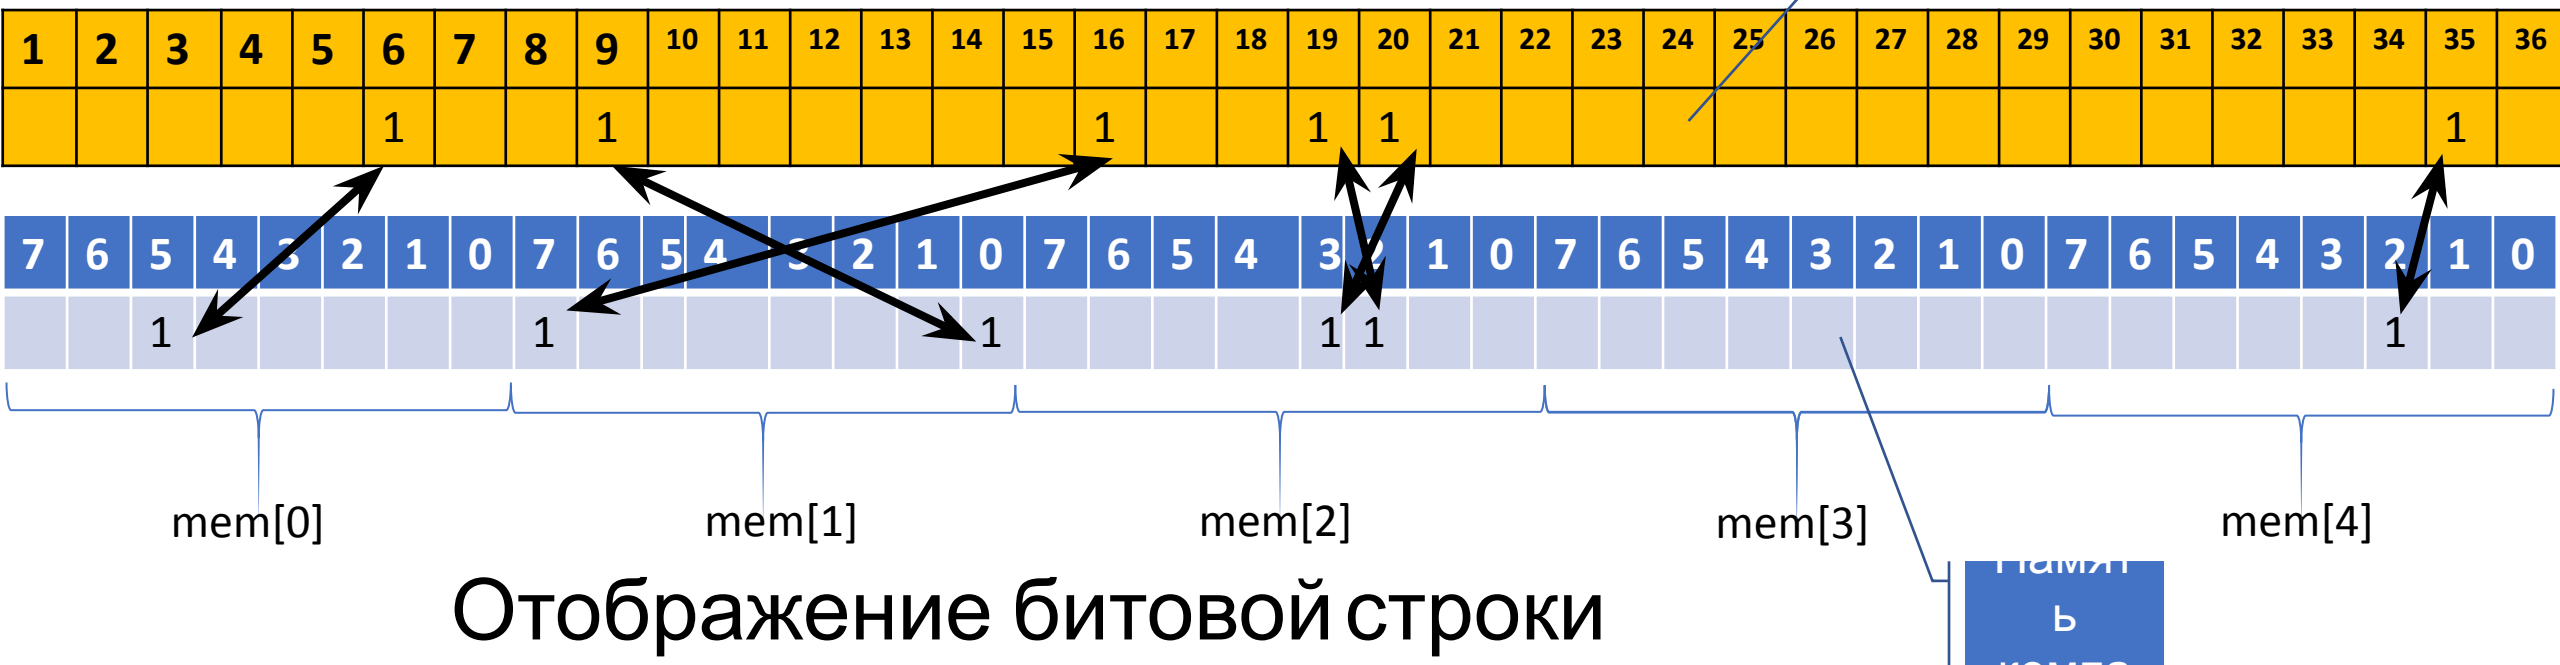 1 2 3 4 5 6 7 8 9 10 11 12 13 14 15 16 17 18 19 20 21 22 23 24 25 26 27 28 29 30 31 32 33 34 35 36
1 1 1 1 1 1
7 6 5 4 3 2 1 0 7 6 5 4 3 2 1 0 7 6 5 4 3 2 1 0 7 6 5 4 3 2 1 0 7 6 5 4 3 2 1 0
1 1 1 1 1 1
mem[0] mem[1] mem[2] mem[3] mem[4]
Отображение битовой строки
Памят
ь